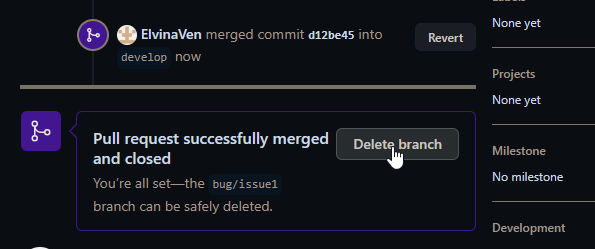 Labels
None yet
ElvinaVen merged commit d12be45 into
develop now
Revert
Projects
None yet
Pull request successfully merged
and closed
Delete branch
You're all set—the bug/issue1
branch can be safely deleted.
Milestone
No milestone
Development